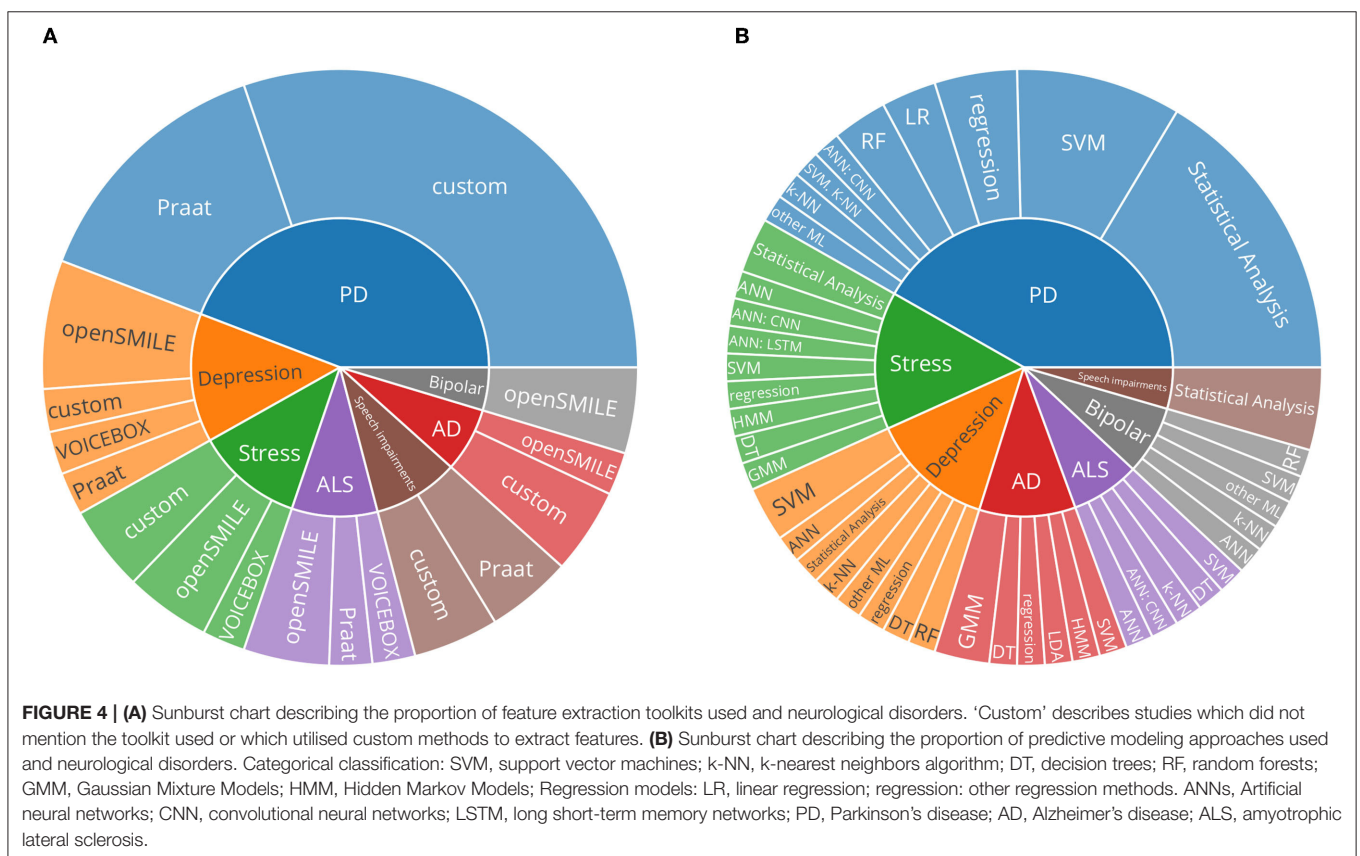 A
B
custom
Praat
PD
openSMILE
custom
VOICEBOX
Praat
Depression
custom
openSMILE
VOICEBOX
Stress
openSMILE
Praat
VOICEBOX
ALS
custom
Praat
Speech impairments
openSMILE
custom
AD
openSMILE
Bipolar
Statistical Analysis
SVM
regression
LR
RF
ANN: CNN
SVM, K-NN
k-NN
other ML
PD
Statistical Analysis
ANN
ANN: CNN
ANN: LSTM
SVM
regression
HMM
DT
GMM
Stress
SVM
ANN
Statistical Analysis
k-NN
other ML
regression
DT
RF
Depression
GMM
DT
regression
LDA
HMM
SVM
AD
ANN
ANN: CNN
k-NN
DT
SVM
ALS
ANN
k-NN
other ML
SVM
RF
Bipolar
Statistical Analysis
Speech impairments
FIGURE 4 | (A) Sunburst chart describing the proportion of feature extraction toolkits used and neurological disorders. ‘Custom’ describes studies which did not
mention the toolkit used or which utilised custom methods to extract features. (B) Sunburst chart describing the proportion of predictive modeling approaches used
and neurological disorders. Categorical classification: SVM, support vector machines; k-NN, k-nearest neighbors algorithm; DT, decision trees; RF, random forests;
GMM, Gaussian Mixture Models; HMM, Hidden Markov Models; Regression models: LR, linear regression; regression: other regression methods. ANNs, Artificial
neural networks; CNN, convolutional neural networks; LSTM, long short-term memory networks; PD, Parkinson’s disease; AD, Alzheimer’s disease; ALS, amyotrophic
lateral sclerosis.